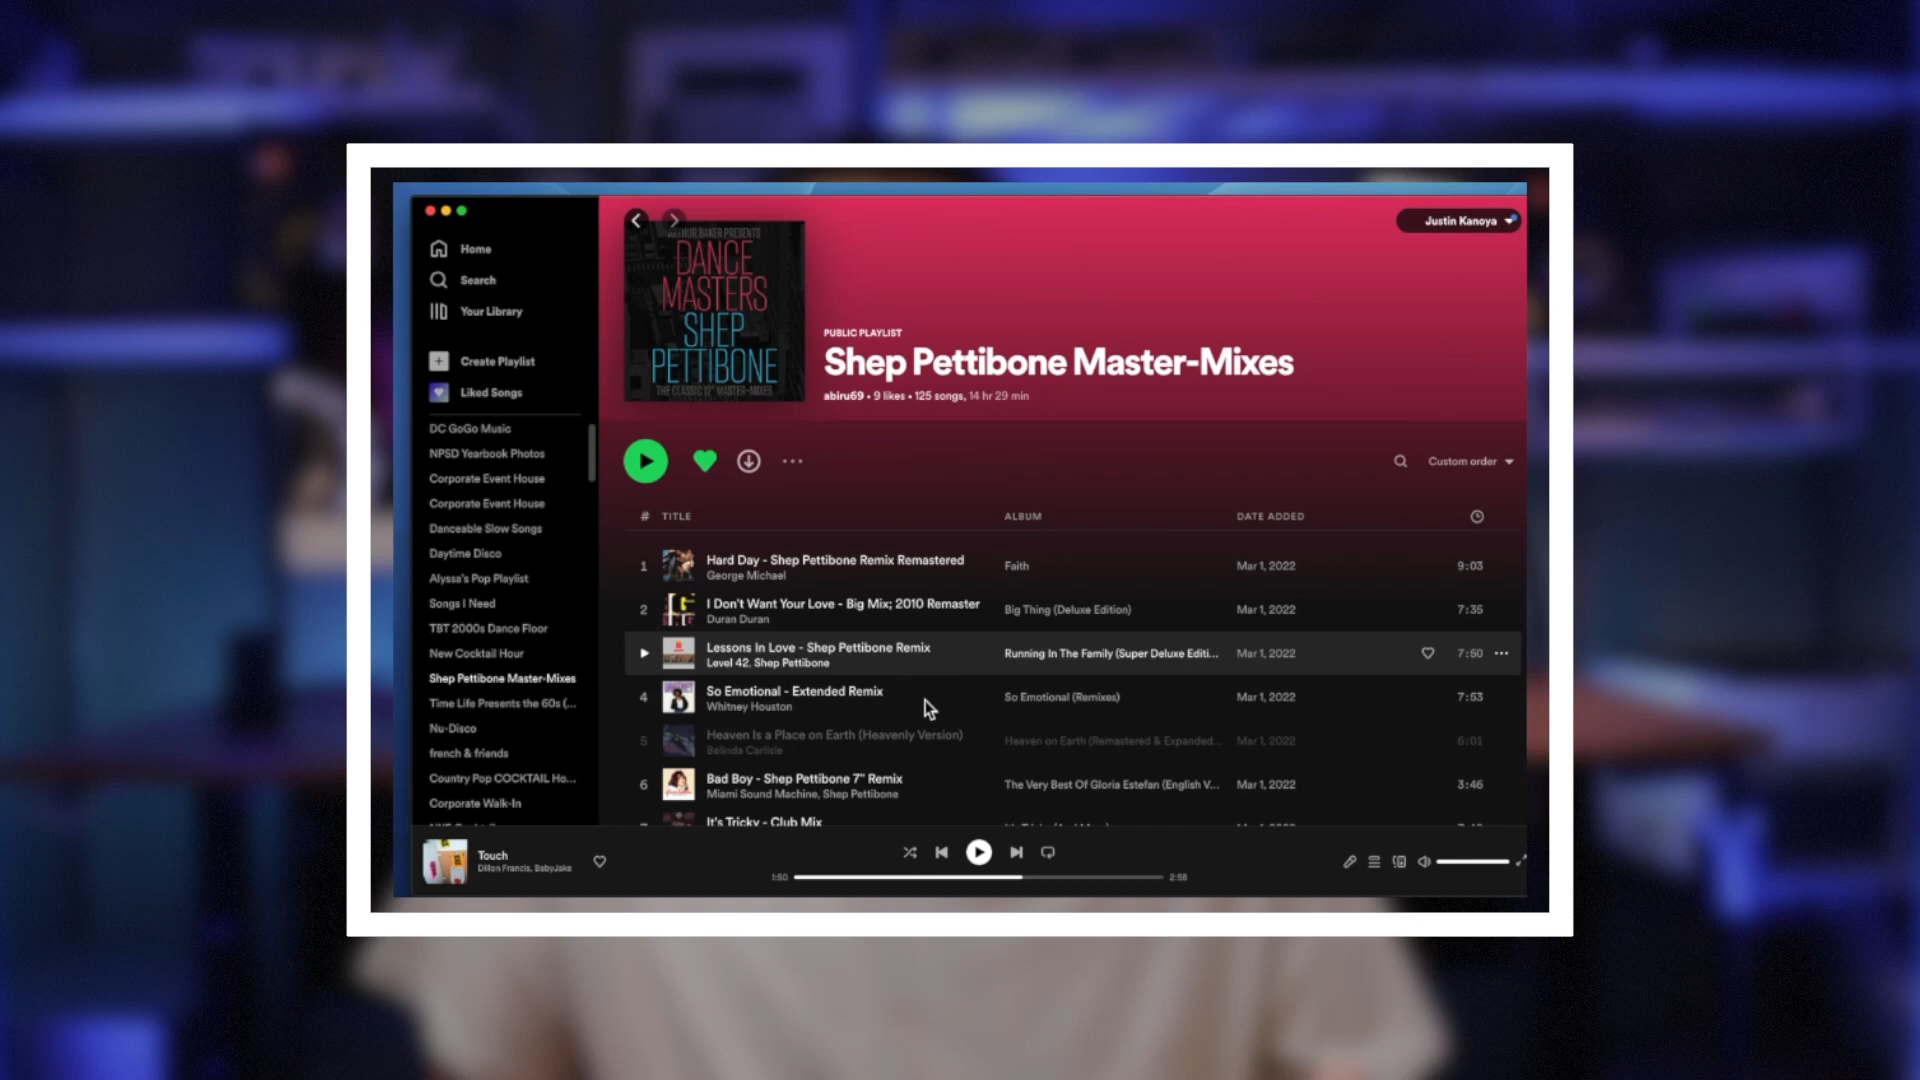 Home
Search
Your Library
Create Playlist
Liked Songs
DC GoGo Music
NPSD Yearbook Photos
Corporate Event House
Corporate Event House
Danceable Slow Songs
Daytime Disco
Alyssa's Pop Playlist
Songs I Need
TBT 2000s Dance Floor
New Cocktail Hour
Shep Pettibone Master-Mixes
Time Life Presents the 60s (...
Nu-Disco
french & friends
Country Pop COCKTAIL Ho...
Corporate Walk-In
Justin Kanoya
ARTHUR BAKER PRESENTS
DANCE
MASTERS
SHEP
PETTIBONE
THE CLASSIC 12" MASTER-MIXES
PUBLIC PLAYLIST
Shep Pettibone Master-Mixes
abiru69 • 9 likes • 125 songs, 14 hr 29 min
Custom order
# TITLE ALBUM DATE ADDED
1 Hard Day - Shep Pettibone Remix Remastered Faith Mar 1, 2022 9:03
George Michael
2 I Don't Want Your Love - Big Mix; 2010 Remaster Big Thing (Deluxe Edition) Mar 1, 2022 7:35
Duran Duran
Lessons In Love - Shep Pettibone Remix Running In The Family (Super Deluxe Editi... Mar 1, 2022 7:50
Level 42, Shep Pettibone
4 So Emotional - Extended Remix So Emotional (Remixes) Mar 1, 2022 7:53
Whitney Houston
5 Heaven Is a Place on Earth (Heavenly Version) Heaven on Earth (Remastered & Expanded... Mar 1, 2022 6:01
Belinda Carlisle
6 Bad Boy - Shep Pettibone 7" Remix The Very Best Of Gloria Estefan (English V... Mar 1, 2022 3:46
Miami Sound Machine, Shep Pettibone
It's Tricky - Club Mix
Touch
Dillon Francis, BabyJake
1:50
2:58